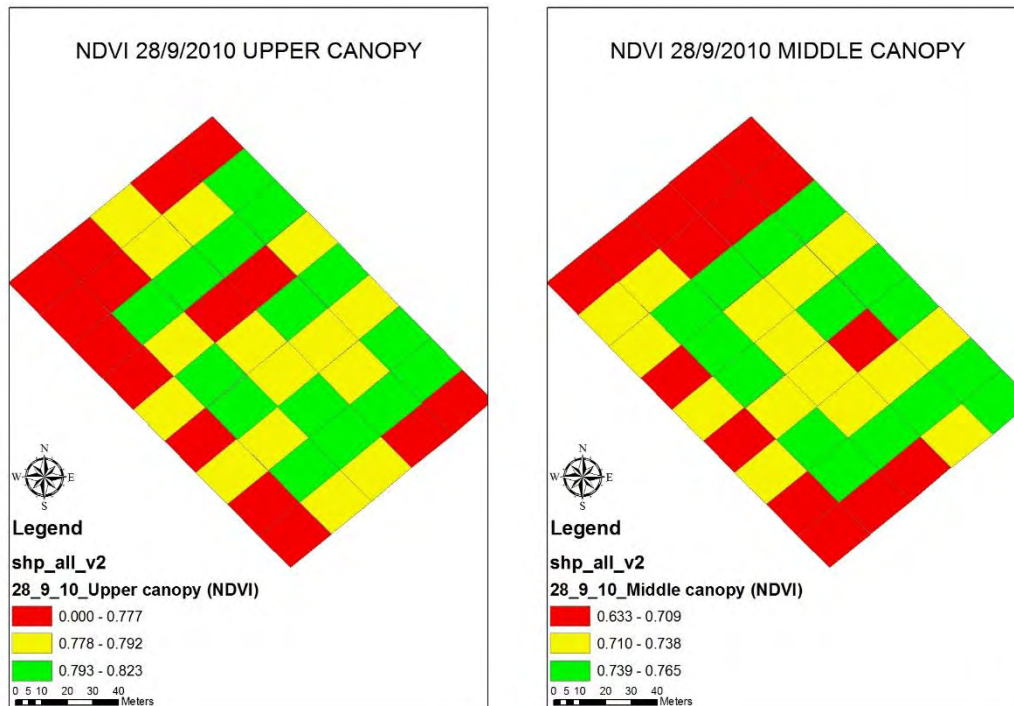 NDVI 28/9/2010 UPPER CANOPY
N
W E
S
Legend
shp_all_v2
28_9_10_Upper canopy (NDVI)
0.000 - 0.777
0.778 - 0.792
0.793 - 0.823
0 5 10 20 30 40
Meters
NDVI 28/9/2010 MIDDLE CANOPY
N
W E
S
Legend
shp_all_v2
28_9_10_Middle canopy (NDVI)
0.633 - 0.709
0.710 - 0.738
0.739 - 0.765
0 5 10 20 30 40
Meters